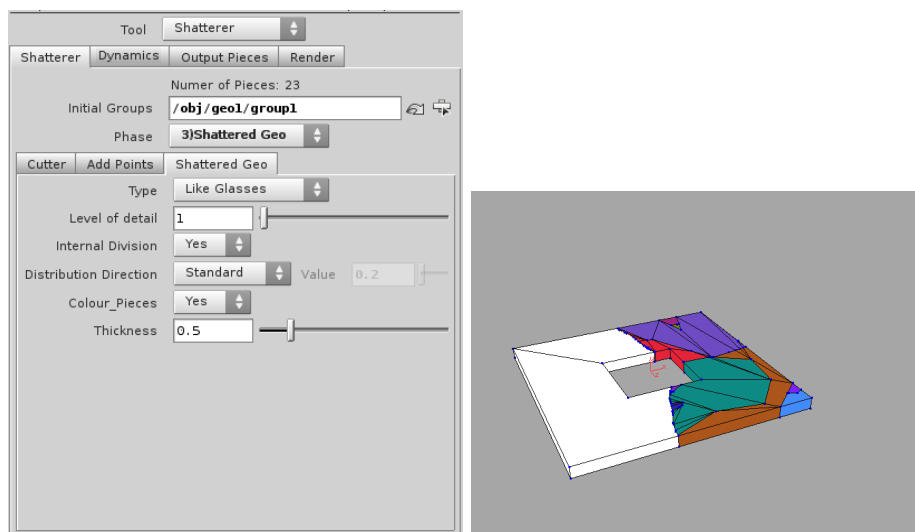 Tool Shatterer
Shatterer Dynamics Output Pieces Render
Numer of Pieces: 23
Initial Groups /obj/geo1/group1
Phase 3)Shattered Geo
Cutter Add Points Shattered Geo
Type Like Glasses
Level of detail 1
Internal Division Yes
Distribution Direction Standard Value 0.2
Colour_Pieces Yes
Thickness 0.5